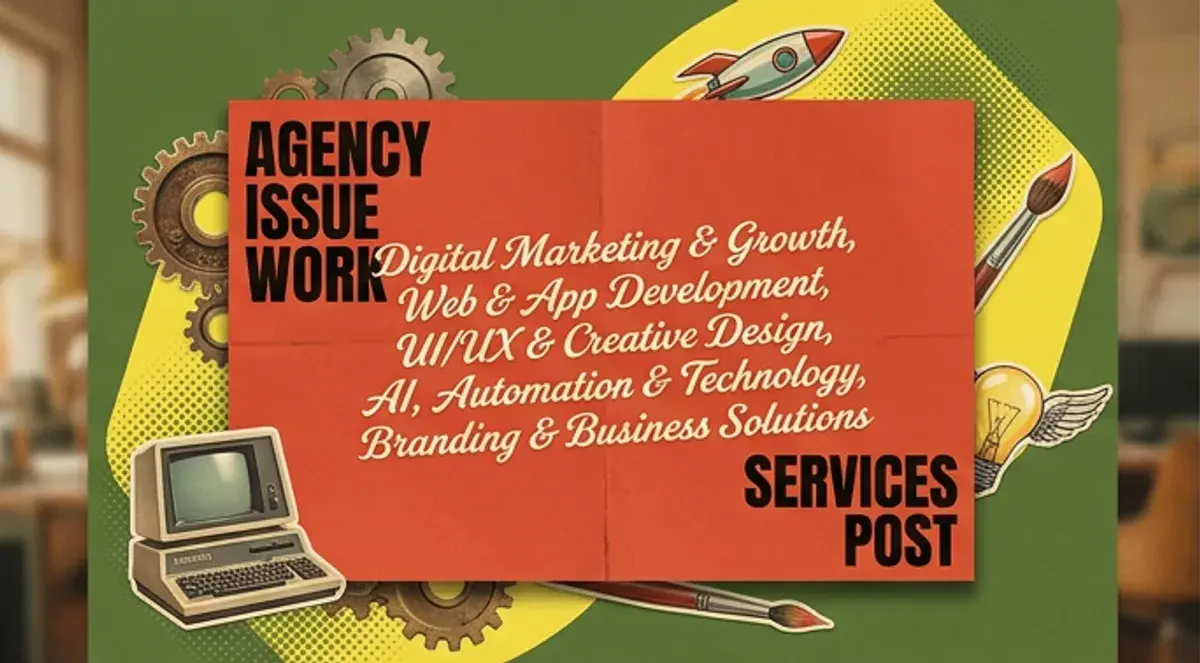 AGENCY
ISSUE
WORK
Digital Marketing & Growth,
Web & App Development,
UI/UX & Creative Design,
AI, Automation & Technology,
Branding & Business Solutions
SERVICES
POST